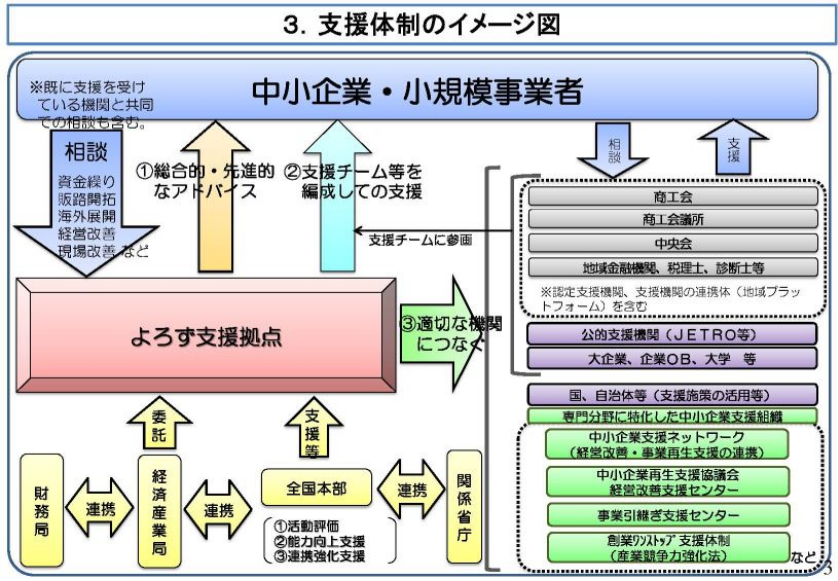 3．支援体制のイメージ図
中小企業・小規模事業者
※既に支援を受け
ている機関と共同
での相談も含む。
相談
資金繰り
販路開拓
海外展開
経営改善
現場改善 など
①総合的・先進的
なアドバイス
②支援チーム等を
編成しての支援
相談
支援
支援チームに参画
商工会
商工会議所
中央会
地域金融機関、税理士、診断士等
※認定支援機関、支援機関の連携体（地域プラッ
トフォーム）を含む
よろず支援拠点
③適切な機関
につなぐ
公的支援機関（JETRO等）
大企業、企業OB、大学 等
国、自治体等（支援施策の活用等）
専門分野に特化した中小企業支援組織
中小企業支援ネットワーク
（経営改善・事業再生支援の連携）
中小企業再生支援協議会
経営改善支援センター
事業引継ぎ支援センター
創業ﾜﾝｽﾄｯﾌﾟ支援体制
（産業競争力強化法）
など
委託
支援等
財務局
連携
経済産業局
連携
全国本部
連携
関係省庁
①活動評価
②能力向上支援
③連携強化支援
3